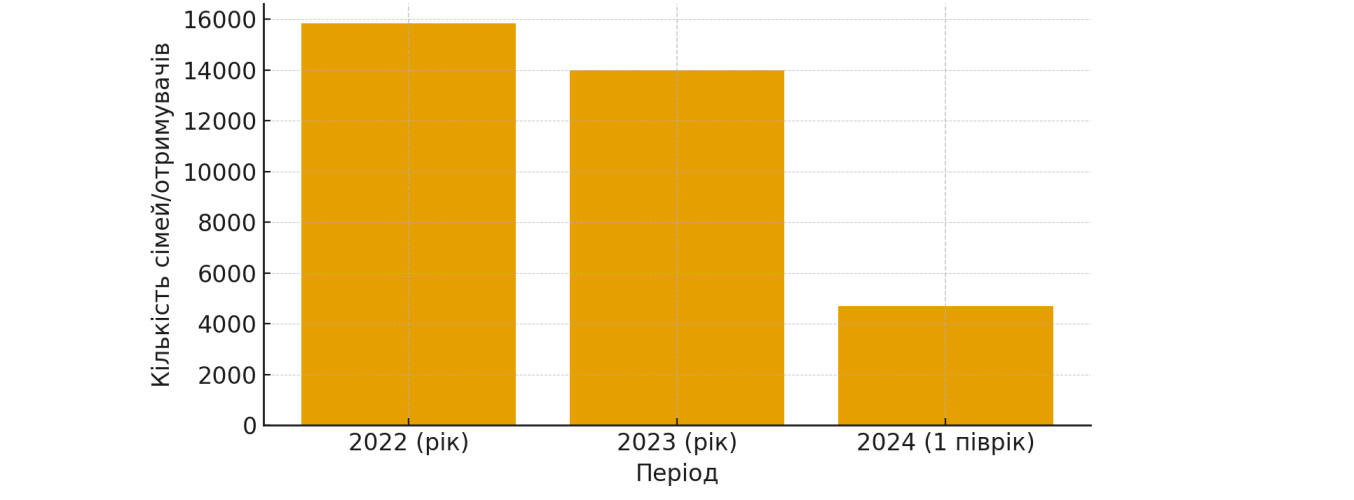 Кількість сімей/отримувачів
16000
14000
12000
10000
8000
6000
4000
2000
0
2022 (рік)
2023 (рік)
2024 (1 піврік)
Період